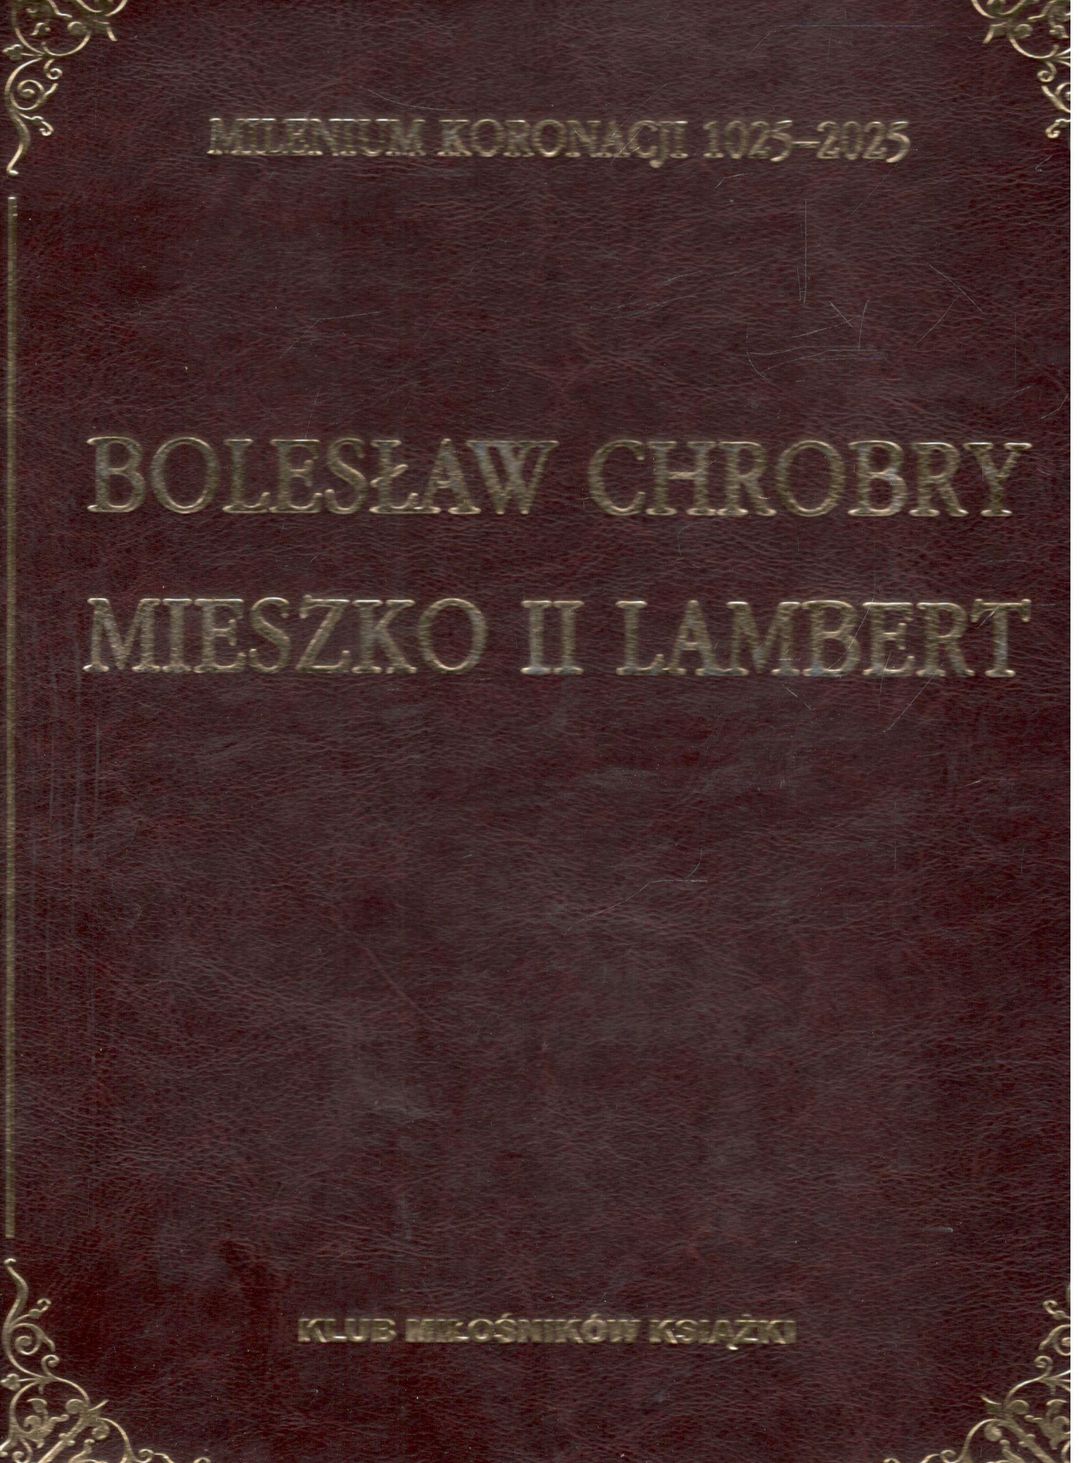 MILENIUM KORONACJI 1025–2025
BOLESŁAW CHROBRY
MIESZKO II LAMBERT
KLUB MIŁOŚNIKÓW KSIĄŻKI